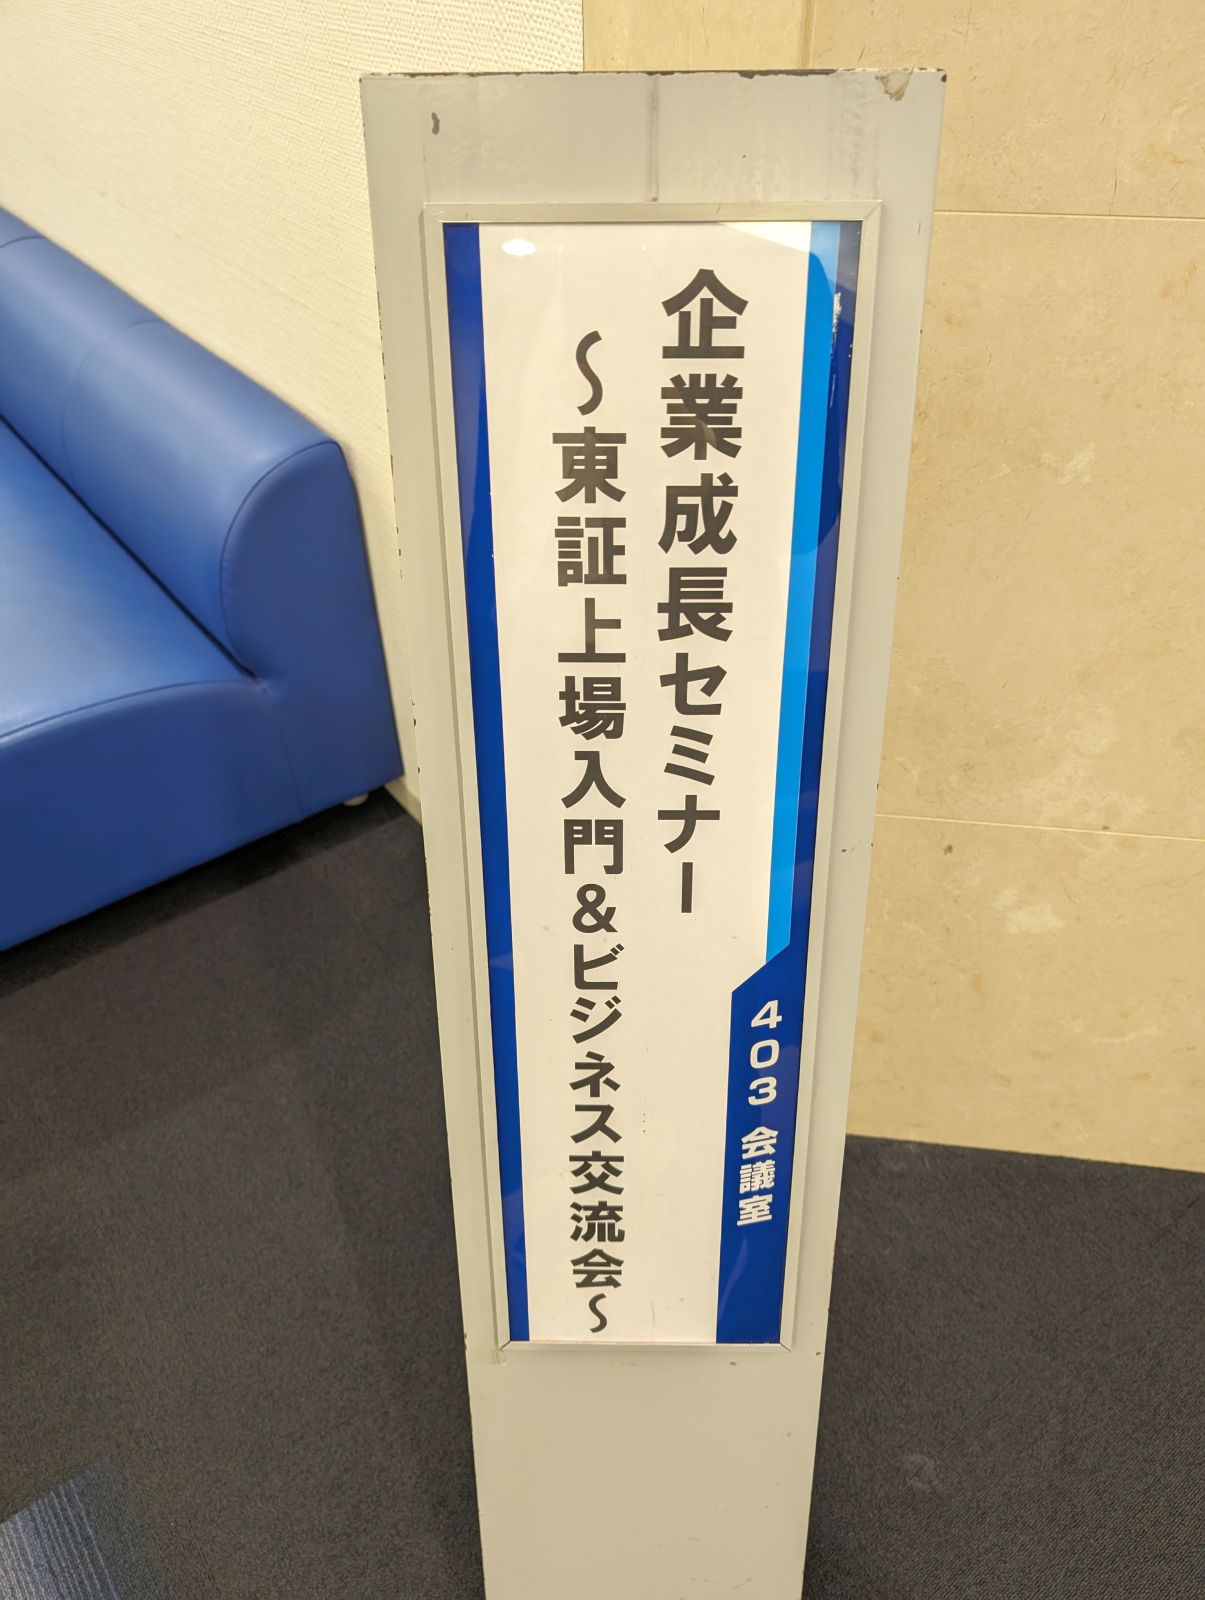 企業成長セミナー
～東証上場入門&ビジネス交流会～
403 会議室